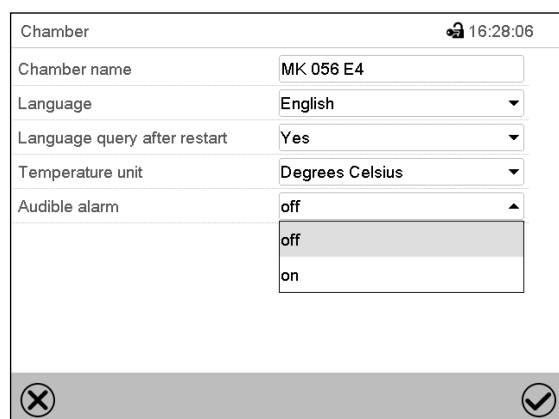 Chamber 16:28:06
Chamber name MK 056 E4
Language English
Language query after restart Yes
Temperature unit Degrees Celsius
Audible alarm off
off
on